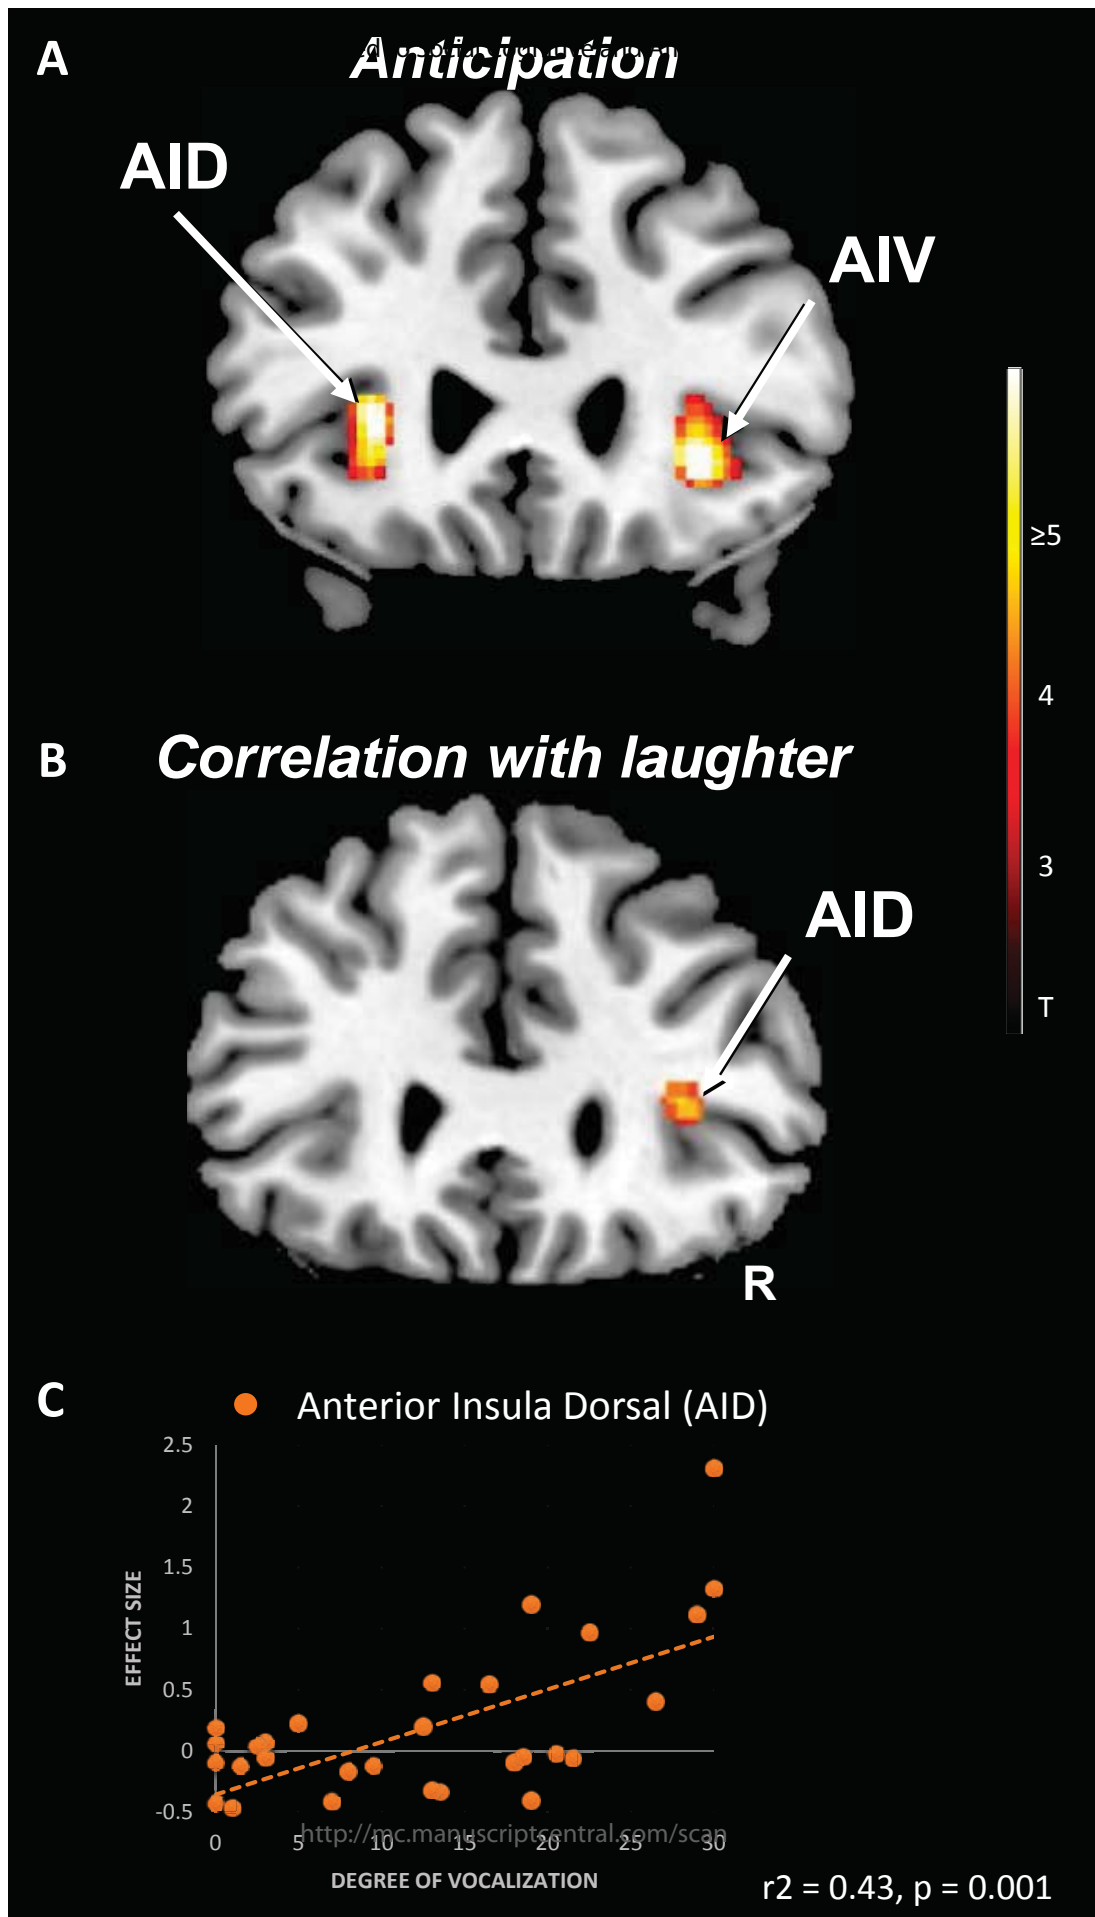 A
Anticipation
AID
AIV
≥5
4
3
T
B
Correlation with laughter
AID
R
C
Anterior Insula Dorsal (AID)
2.5
2
1.5
1
0.5
0
-0.5
EFFECT SIZE
0 5 10 15 20 25 30
http://mc.manuscriptcentral.com/scan
DEGREE OF VOCALIZATION
r2 = 0.43, p = 0.001